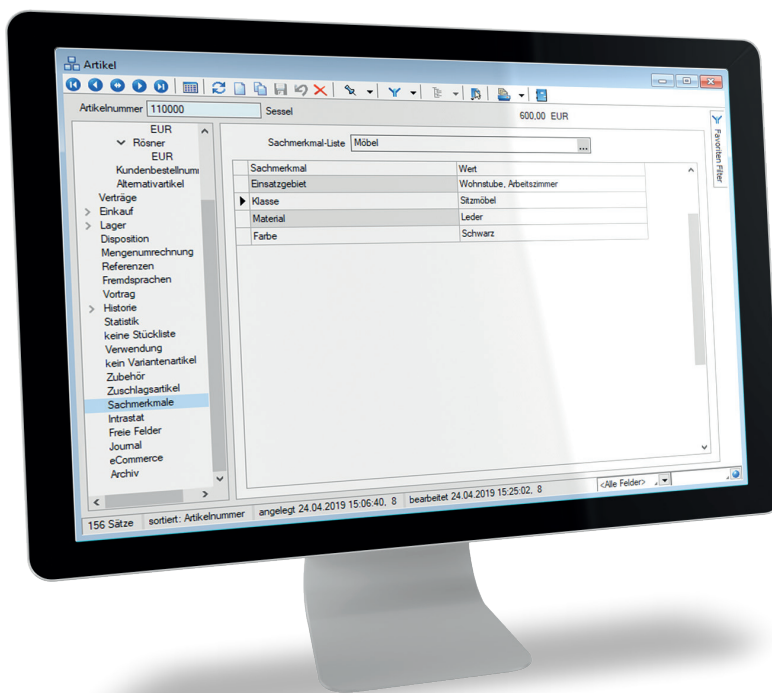 Artikel
Artikelnummer 110000 Sessel 600,00 EUR
Favoriten Filter
EUR
Rösner
EUR
Kundenbestellnumm
Alternativartikel
Verträge
Einkauf
Lager
Disposition
Mengenumrechnung
Referenzen
Fremdsprachen
Vortrag
Historie
Statistik
keine Stückliste
Verwendung
kein Variantenartikel
Zubehör
Zuschlagsartikel
Sachmerkmale
Intrastat
Freie Felder
Journal
eCommerce
Archiv
Sachmerkmal-Liste Möbel ...
Sachmerkmal Wert
Einsatzgebiet Wohnstube, Arbeitszimmer
Klasse Sitzmöbel
Material Leder
Farbe Schwarz
156 Sätze sortiert: Artikelnummer angelegt 24.04.2019 15:06:40, 8 bearbeitet 24.04.2019 15:25:02, 8 <Alle Felder>